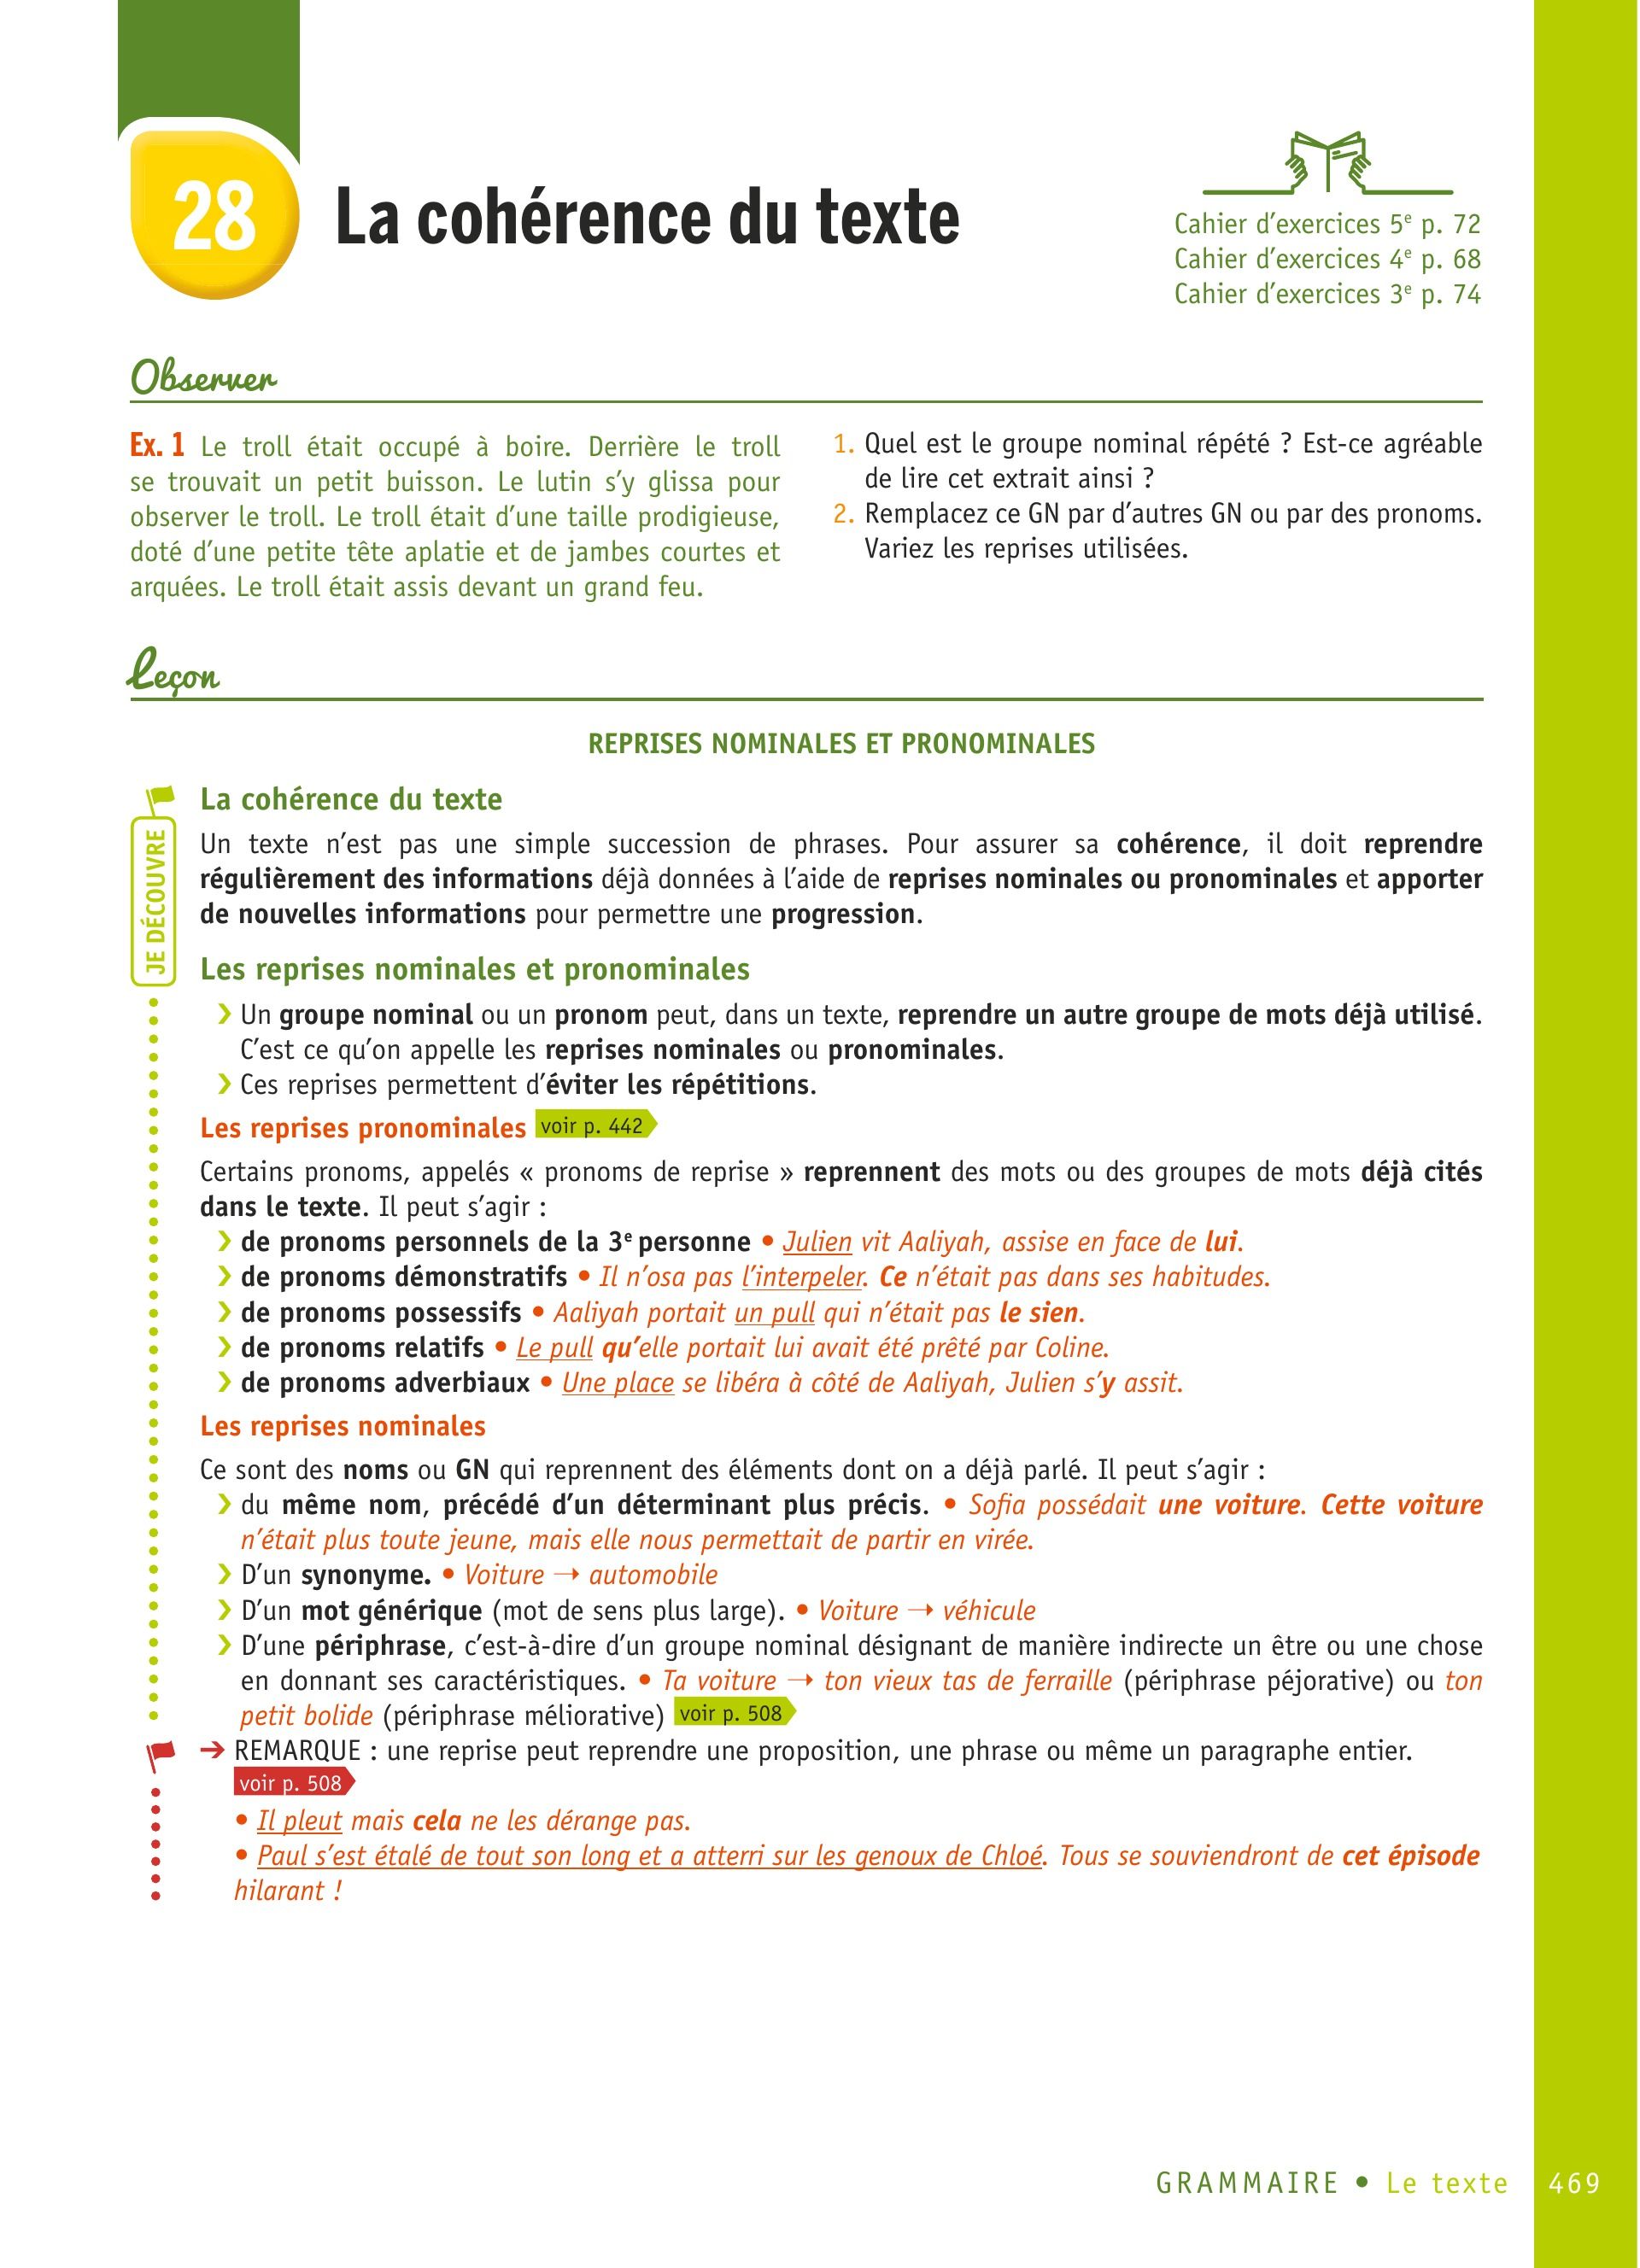 28
La cohérence du texte
Cahier d’exercices 5e p. 72
Cahier d’exercices 4e p. 68
Cahier d’exercices 3e p. 74
Observer
Ex. 1 Le troll était occupé à boire. Derrière le troll
se trouvait un petit buisson. Le lutin s’y glissa pour
observer le troll. Le troll était d’une taille prodigieuse,
doté d’une petite tête aplatie et de jambes courtes et
arquées. Le troll était assis devant un grand feu.
1. Quel est le groupe nominal répété ? Est-ce agréable
de lire cet extrait ainsi ?
2. Remplacez ce GN par d’autres GN ou par des pronoms.
Variez les reprises utilisées.
Leçon
REPRISES NOMINALES ET PRONOMINALES
JE DÉCOUVRE
La cohérence du texte
Un texte n’est pas une simple succession de phrases. Pour assurer sa cohérence, il doit reprendre
régulièrement des informations déjà données à l’aide de reprises nominales ou pronominales et apporter
de nouvelles informations pour permettre une progression.
Les reprises nominales et pronominales
› Un groupe nominal ou un pronom peut, dans un texte, reprendre un autre groupe de mots déjà utilisé.
C’est ce qu’on appelle les reprises nominales ou pronominales.
› Ces reprises permettent d’éviter les répétitions.
Les reprises pronominales voir p. 442
Certains pronoms, appelés « pronoms de reprise » reprennent des mots ou des groupes de mots déjà cités
dans le texte. Il peut s’agir :
› de pronoms personnels de la 3e personne • Julien vit Aaliyah, assise en face de lui.
› de pronoms démonstratifs • Il n’osa pas l’interpeler. Ce n’était pas dans ses habitudes.
› de pronoms possessifs • Aaliyah portait un pull qui n’était pas le sien.
› de pronoms relatifs • Le pull qu’elle portait lui avait été prêté par Coline.
› de pronoms adverbiaux • Une place se libéra à côté de Aaliyah, Julien s’y assit.
Les reprises nominales
Ce sont des noms ou GN qui reprennent des éléments dont on a déjà parlé. Il peut s’agir :
› du même nom, précédé d’un déterminant plus précis. • Sofia possédait une voiture. Cette voiture
n’était plus toute jeune, mais elle nous permettait de partir en virée.
› D’un synonyme. • Voiture → automobile
› D’un mot générique (mot de sens plus large). • Voiture → véhicule
› D’une périphrase, c’est-à-dire d’un groupe nominal désignant de manière indirecte un être ou une chose
en donnant ses caractéristiques. • Ta voiture → ton vieux tas de ferraille (périphrase péjorative) ou ton
petit bolide (périphrase méliorative) voir p. 508
→ REMARQUE : une reprise peut reprendre une proposition, une phrase ou même un paragraphe entier.
voir p. 508
• Il pleut mais cela ne les dérange pas.
• Paul s’est étalé de tout son long et a atterri sur les genoux de Chloé. Tous se souviendront de cet épisode
hilarant !
GRAMMAIRE • Le texte 469